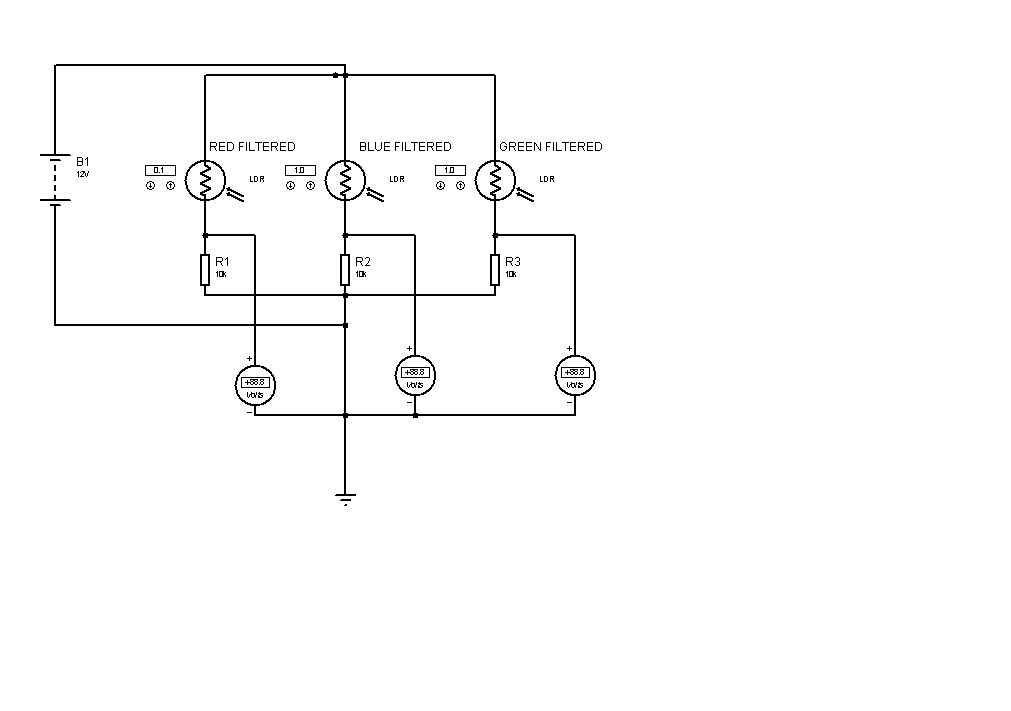 RED FILTERED
BLUE FILTERED
GREEN FILTERED
B1
12V
0.1
LDR
1.0
LDR
1.0
LDR
R1
10k
R2
10k
R3
10k
+
+88.8
Volts
-
+
+88.8
Volts
-
+
+88.8
Volts
-